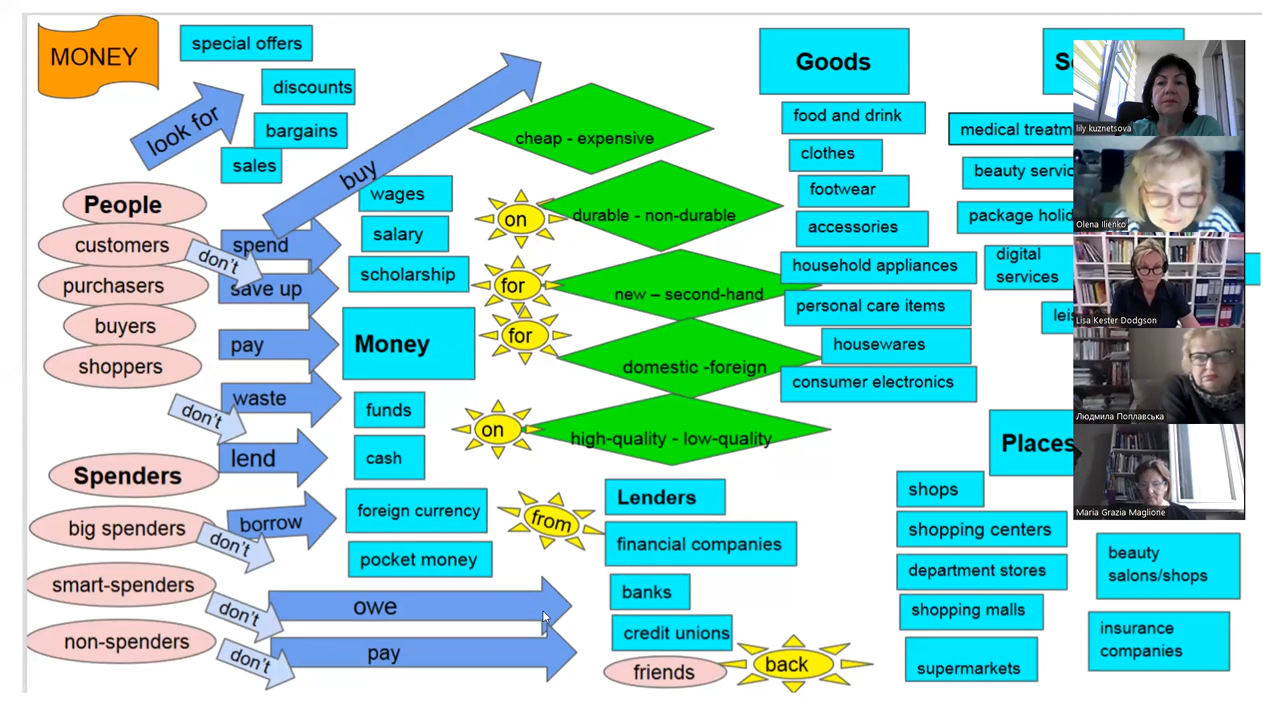 MONEY
special offers
discounts
bargains
sales
look for
buy
People
customers
purchasers
buyers
shoppers
don't
spend
save up
pay
waste
don't
lend
Spenders
big spenders
smart-spenders
non-spenders
borrow
don't
owe
don't
pay
don't
wages
salary
scholarship
Money
funds
cash
foreign currency
pocket money
on
for
for
on
from
cheap - expensive
durable - non-durable
new – second-hand
domestic -foreign
high-quality - low-quality
Lenders
financial companies
banks
credit unions
friends
back
Goods
food and drink
clothes
footwear
accessories
household appliances
personal care items
housewares
consumer electronics
medical
beauty
package
digital
services
Places
shops
shopping centers
department stores
shopping malls
supermarkets
beauty
salons/shops
insurance
companies
lily kuznetsova
Olena Ilienko
Lisa Kester Dodgson
Людмила Поплавська
Maria Grazia Maglione